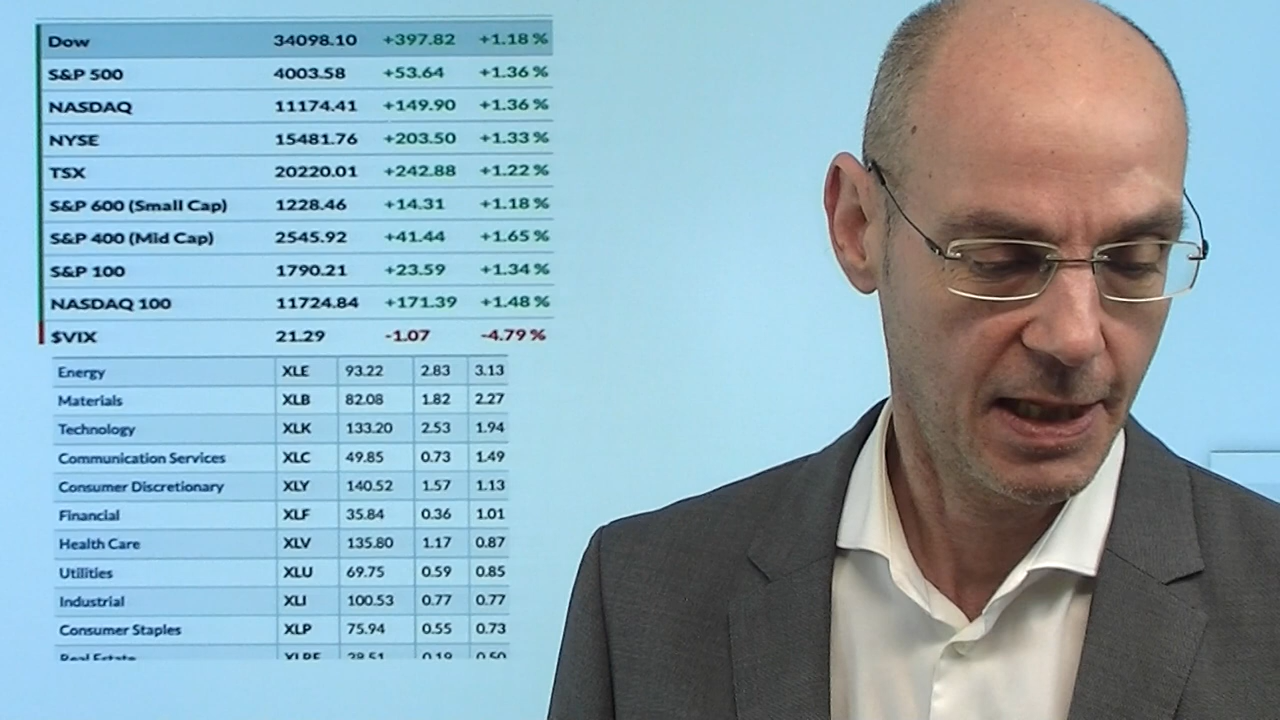 Dow 34098.10 +397.82 +1.18 %
S&P 500 4003.58 +53.64 +1.36 %
NASDAQ 11174.41 +149.90 +1.36 %
NYSE 15481.76 +203.50 +1.33 %
TSX 20220.01 +242.88 +1.22 %
S&P 600 (Small Cap) 1228.46 +14.31 +1.18 %
S&P 400 (Mid Cap) 2545.92 +41.44 +1.65 %
S&P 100 1790.21 +23.59 +1.34 %
NASDAQ 100 11724.84 +171.39 +1.48 %
$VIX 21.29 -1.07 -4.79 %
Energy XLE 93.22 2.83 3.13
Materials XLB 82.08 1.82 2.27
Technology XLK 133.20 2.53 1.94
Communication Services XLC 49.85 0.73 1.49
Consumer Discretionary XLY 140.52 1.57 1.13
Financial XLF 35.84 0.36 1.01
Health Care XLV 135.80 1.17 0.87
Utilities XLU 69.75 0.59 0.85
Industrial XLI 100.53 0.77 0.77
Consumer Staples XLP 75.94 0.55 0.73
Real Estate XLRE